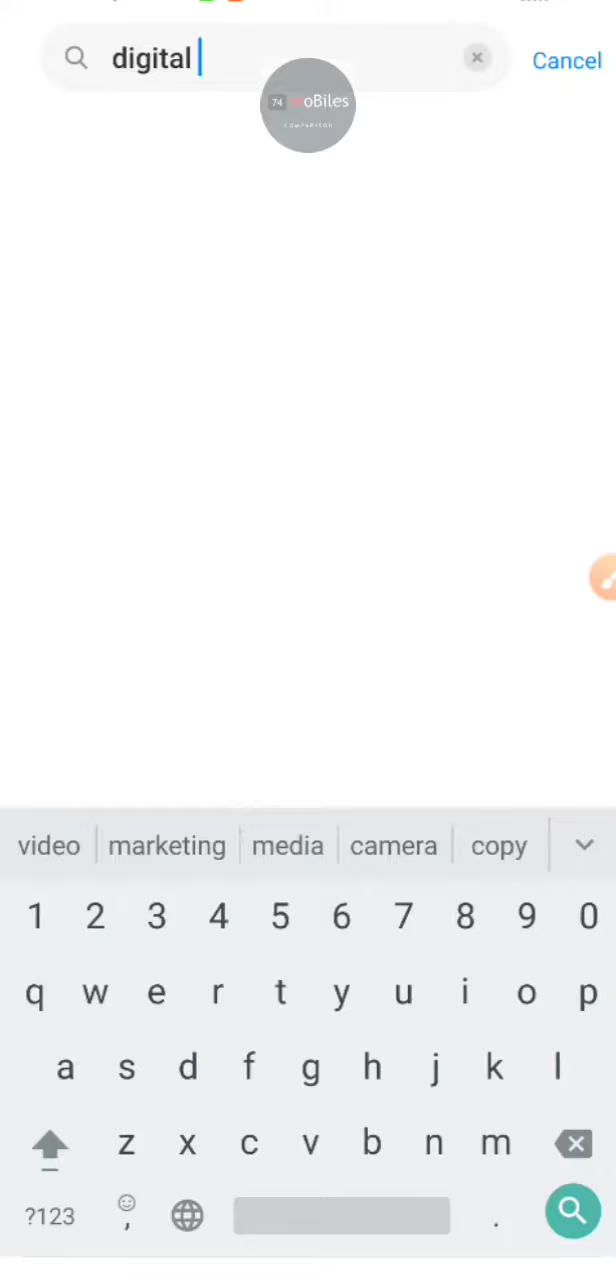 digital
Cancel
74 moBiles
COMPARISON
video marketing media camera copy
1 2 3 4 5 6 7 8 9 0
q w e r t y u i o p
a s d f g h j k l
z x c v b n m
?123 , .